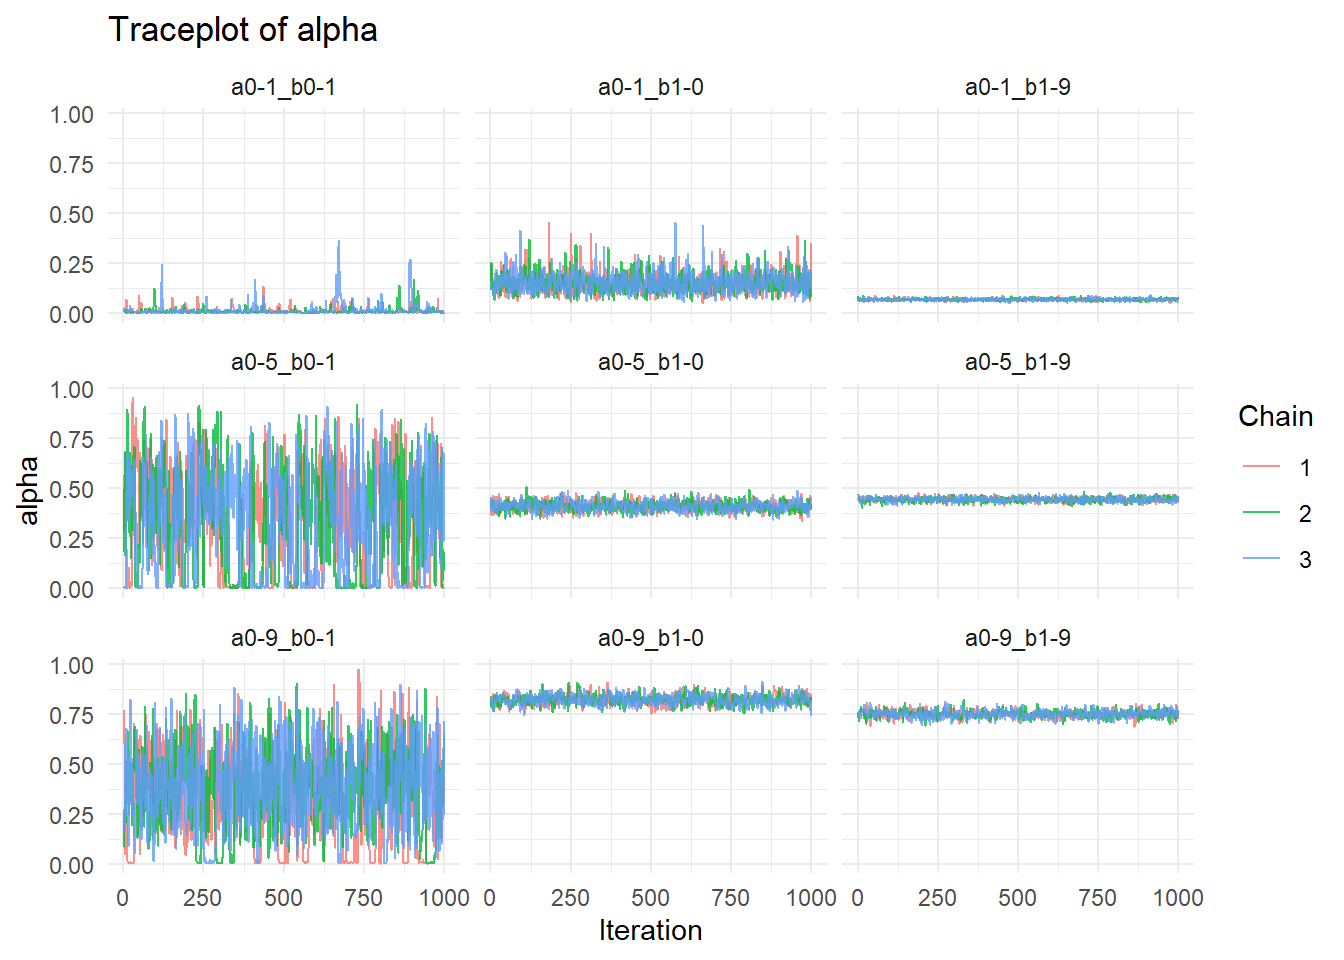 Traceplot of alpha
a0-1_b0-1
a0-1_b1-0
a0-1_b1-9
1.00
0.75
0.50
0.25
0.00
a0-5_b0-1
a0-5_b1-0
a0-5_b1-9
1.00
0.75
0.50
0.25
0.00
alpha
Chain
1
2
3
a0-9_b0-1
a0-9_b1-0
a0-9_b1-9
1.00
0.75
0.50
0.25
0.00
0 250 500 750 1000
0 250 500 750 1000
0 250 500 750 1000
Iteration